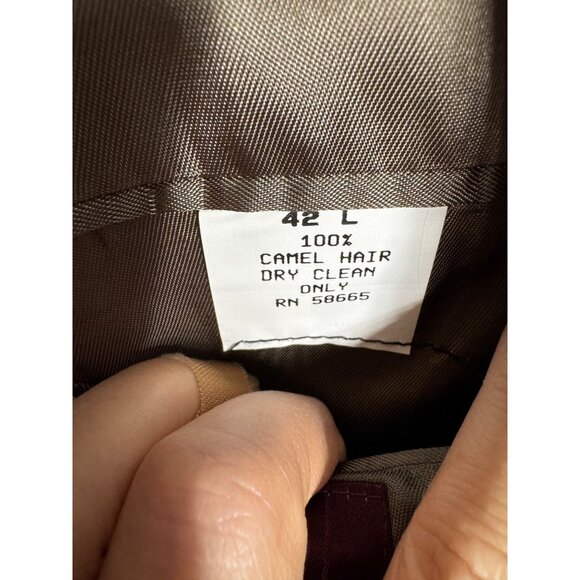 42 L
100%
CAMEL HAIR
DRY CLEAN
ONLY
RN 58665